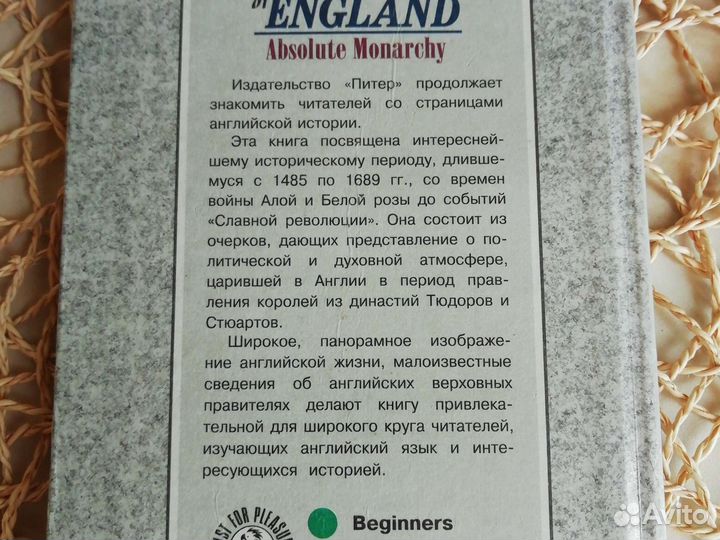 of ENGLAND
Absolute Monarchy
Издательство «Питер» продолжает
знакомить читателей со страницами
английской истории.
Эта книга посвящена интересней-
шему историческому периоду, дливше-
муся с 1485 по 1689 гг., со времен
войны Алой и Белой розы до событий
«Славной революции». Она состоит из
очерков, дающих представление о по-
литической и духовной атмосфере,
царившей в Англии в период прав-
ления королей из династий Тюдоров и
Стюартов.
Широкое, панорамное изображе-
ние английской жизни, малоизвестные
сведения об английских верховных
правителях делают книгу привлека-
тельной для широкого круга читателей,
изучающих английский язык и инте-
ресующихся историей.
FOR PLEASU
Beginners
Avito